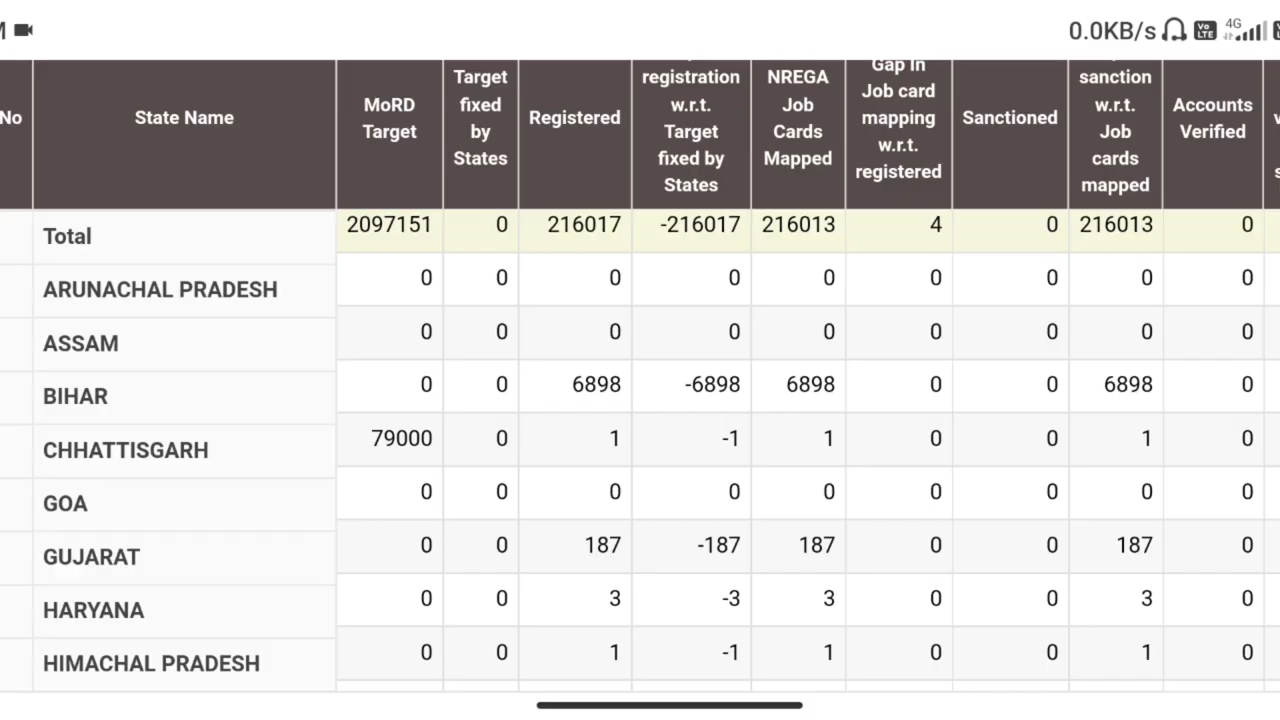 0.0KB/s Vo LTE 4G
No State Name MoRD Target Target fixed by States Registered registration w.r.t. Target fixed by States NREGA Job Cards Mapped Gap in Job card mapping w.r.t. registered Sanctioned sanction w.r.t. Job cards mapped Accounts Verified
Total 2097151 0 216017 -216017 216013 4 0 216013 0
ARUNACHAL PRADESH 0 0 0 0 0 0 0 0 0
ASSAM 0 0 0 0 0 0 0 0 0
BIHAR 0 0 6898 -6898 6898 0 0 6898 0
CHHATTISGARH 79000 0 1 -1 1 0 0 1 0
GOA 0 0 0 0 0 0 0 0 0
GUJARAT 0 0 187 -187 187 0 0 187 0
HARYANA 0 0 3 -3 3 0 0 3 0
HIMACHAL PRADESH 0 0 1 -1 1 0 0 1 0